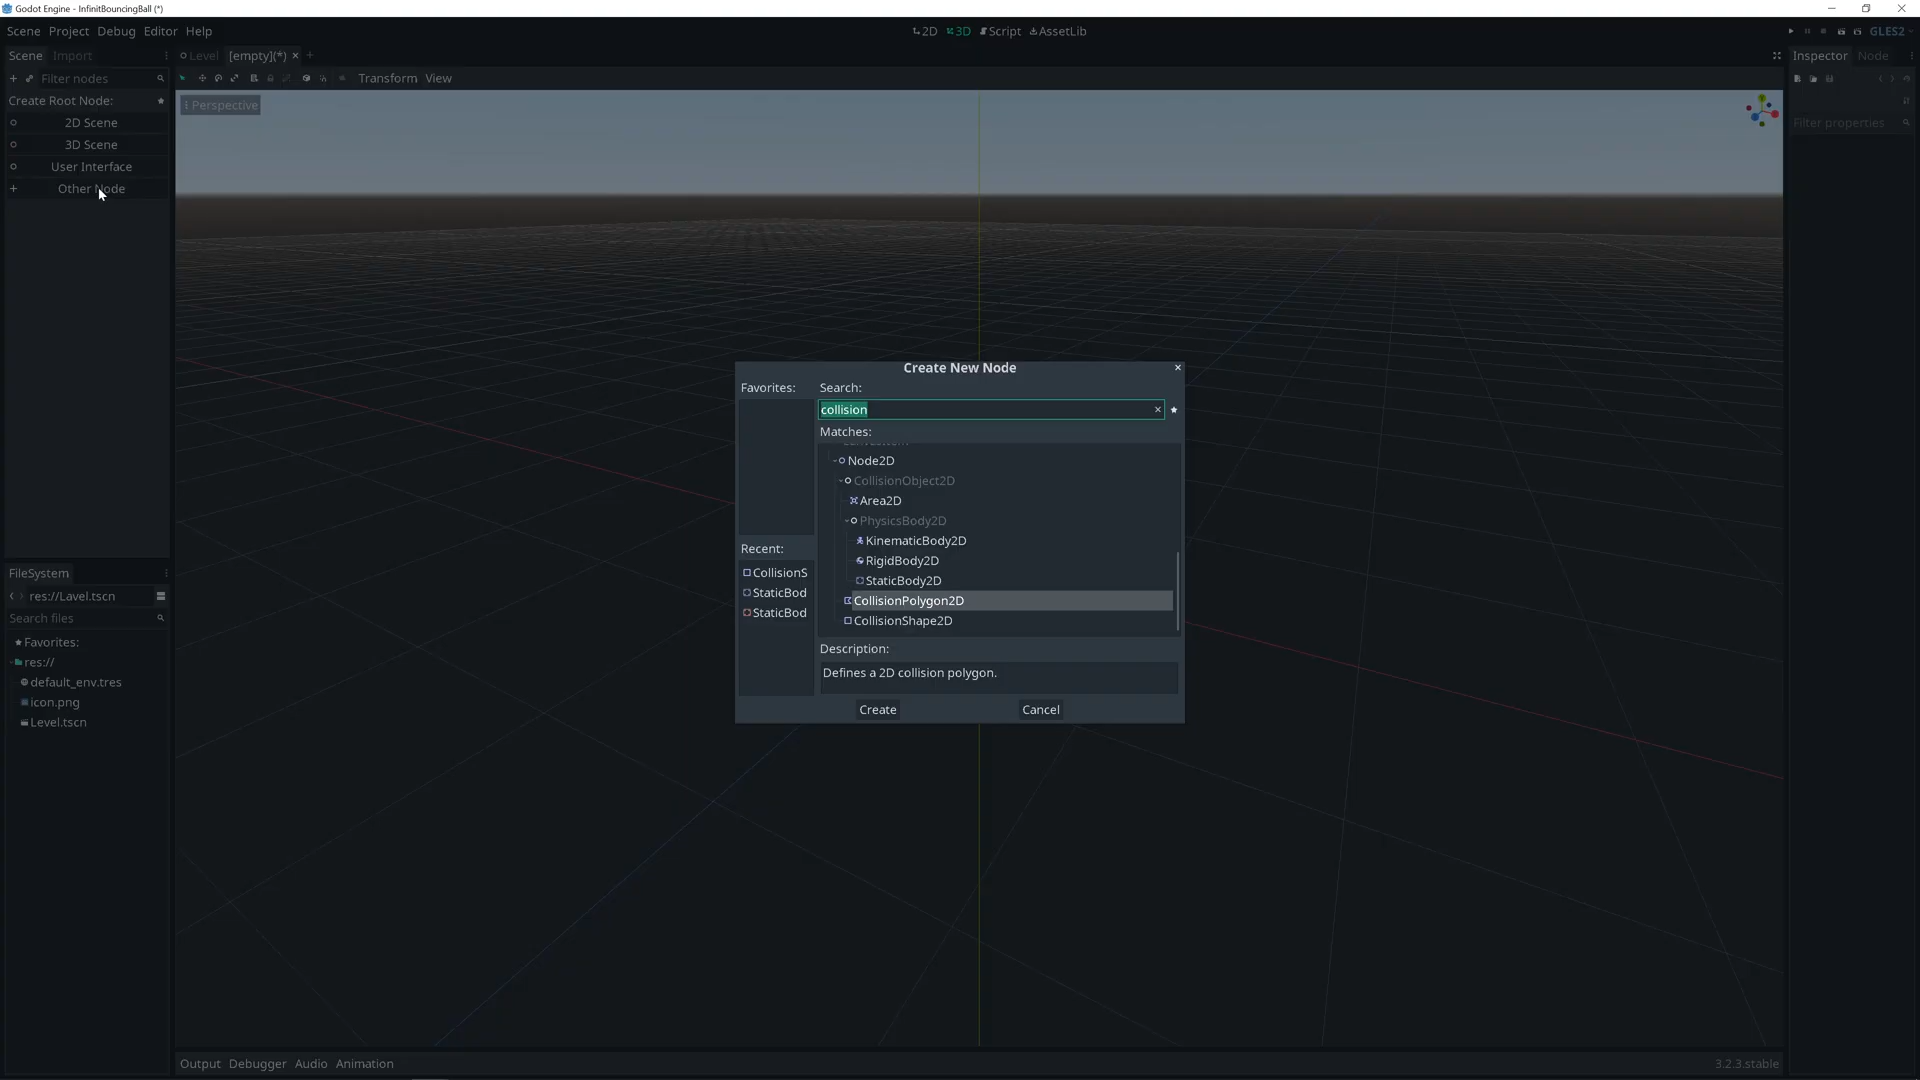 Godot Engine - InfinitBouncingBall (*)
Scene Project Debug Editor Help
2D 3D Script AssetLib
GLES2
Scene Import
Level [empty](*)
Inspector Node
Filter nodes
Transform View
Create Root Node:
Perspective
2D Scene
Filter properties
3D Scene
User Interface
Other Node
Create New Node
Favorites: Search:
collision
Matches:
Node2D
CollisionObject2D
Area2D
PhysicsBody2D
KinematicBody2D
Recent:
RigidBody2D
CollisionS
StaticBody2D
StaticBod
CollisionPolygon2D
StaticBod
CollisionShape2D
Description:
Defines a 2D collision polygon.
Create Cancel
FileSystem
res://Lavel.tscn
Search files
Favorites:
res://
default_env.tres
icon.png
Level.tscn
Output Debugger Audio Animation
3.2.3.stable